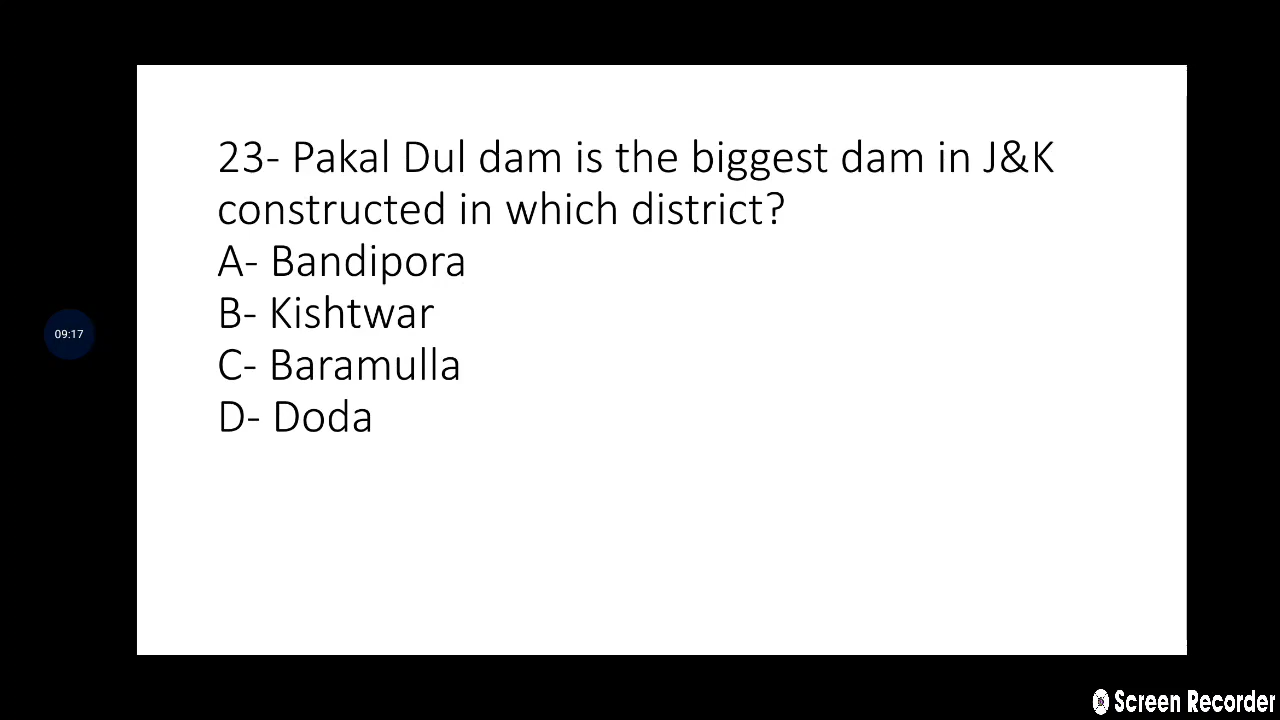 23- Pakal Dul dam is the biggest dam in J&K
constructed in which district?
A- Bandipora
B- Kishtwar
C- Baramulla
D- Doda
09:17
Screen Recorder